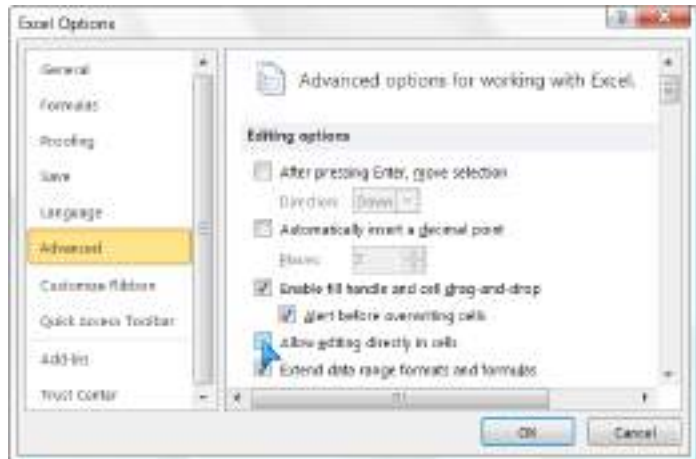 Excel Options
General
Formulas
Proofing
Save
Language
Advanced
Customize Ribbon
Quick Access Toolbar
Add-Ins
Trust Center
Advanced options for working with Excel.
Editing options
After pressing Enter, move selection
Direction: Down
Automatically insert a decimal point
Places: 2
Enable fill handle and cell drag-and-drop
Alert before overwriting cells
Allow editing directly in cells
Extend data range formats and formulas
OK
Cancel